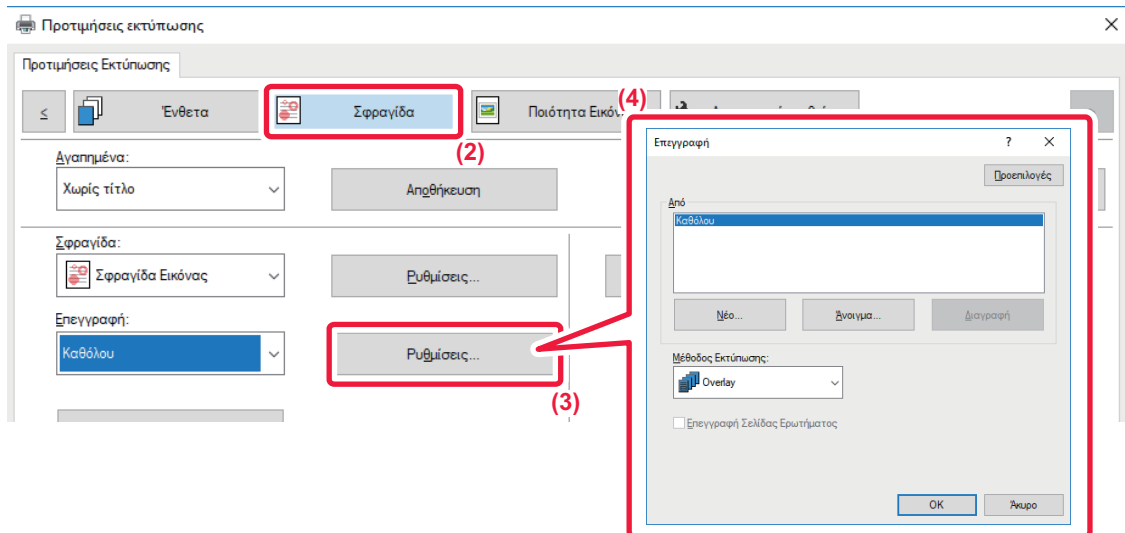 Προτιμήσεις εκτύπωσης
Προτιμήσεις Εκτύπωσης
<
Ένθετα
Σφραγίδα
Ποιότητα
(4)
(2)
Αγαπημένα:
Χωρίς τίτλο
Αποθήκευση
Σφραγίδα:
Σφραγίδα Εικόνας
Ρυθμίσεις...
Επεγγραφή:
Καθόλου
Ρυθμίσεις...
(3)
Επεγγραφή
?
Προεπιλογές
Από
Καθόλου
Νέο...
Άνοιγμα...
Διαγραφή
Μέθοδος Εκτύπωσης:
Overlay
Επεγγραφή Σελίδας Ερωτήματος
OK
Άκυρο